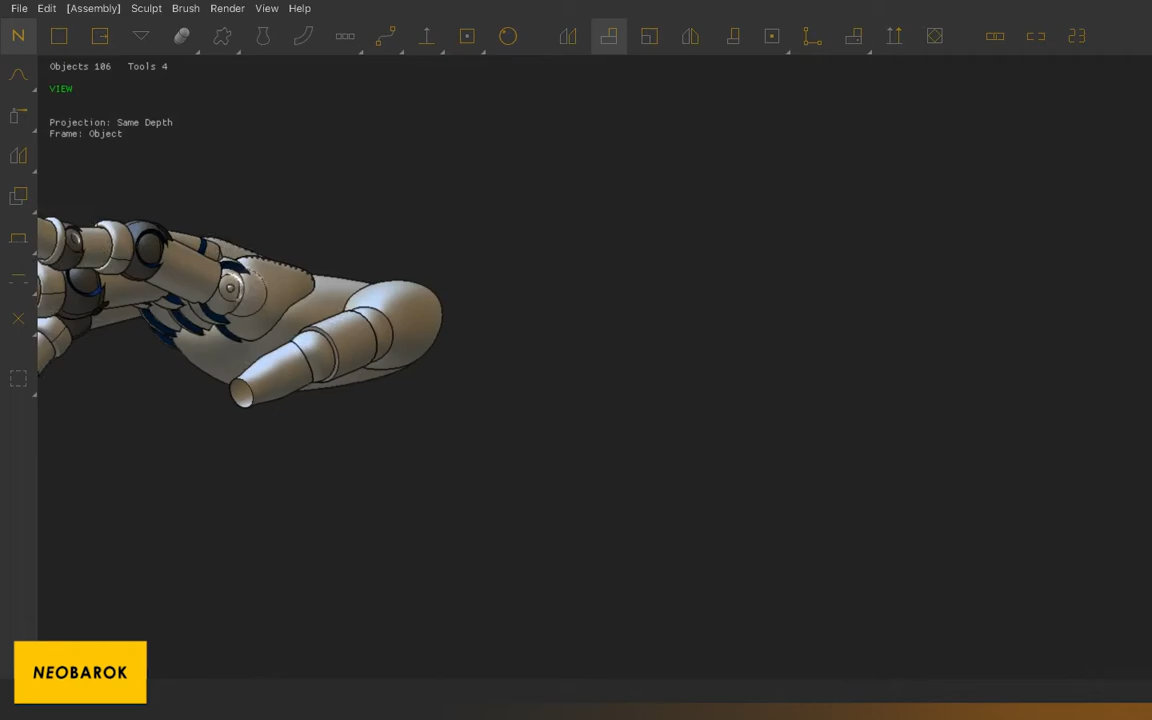 File Edit [Assembly] Sculpt Brush Render View Help
N
23
Objects 106 Tools 4
VIEW
Projection: Same Depth
Frame: Object
NEOBAROK